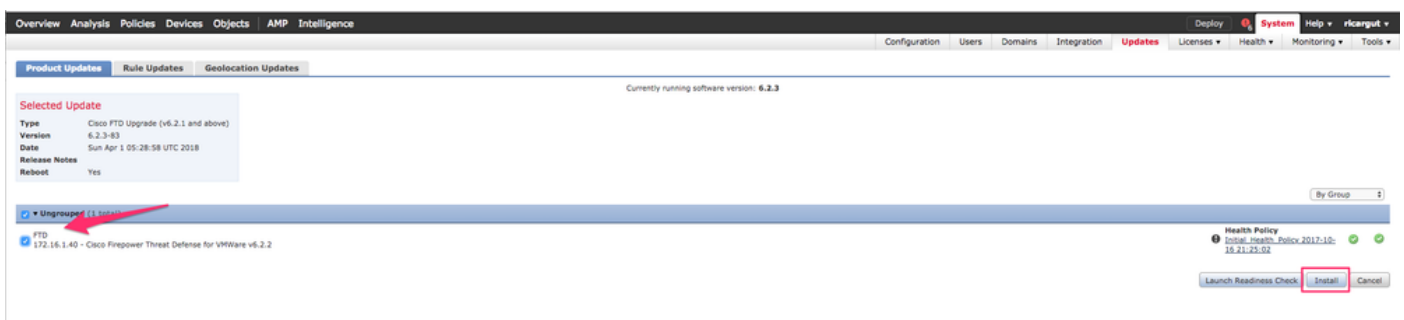 Overview Analysis Policies Devices Objects AMP Intelligence Deploy System Help ricargut
Configuration Users Domains Integration Updates Licenses Health Monitoring Tools
Product Updates Rule Updates Geolocation Updates
Currently running software version: 6.2.3
Selected Update
Type Cisco FTD Upgrade (v6.2.1 and above)
Version 6.2.3-83
Date Sun Apr 1 05:28:58 UTC 2018
Release Notes
Reboot Yes
By Group
Ungrouped (1 total)
FTD
172.16.1.40 - Cisco Firepower Threat Defense for VMWare v6.2.2
Health Policy
Initial_Health_Policy 2017-10-
16 21:25:02
Launch Readiness Check Install Cancel